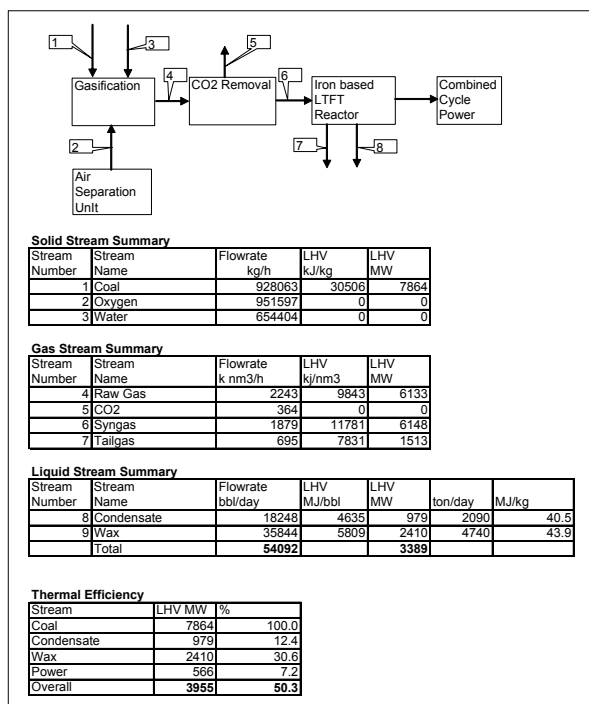 1
3
5
Gasification
4
CO2 Removal
6
Iron based
LTFT
Reactor
Combined
Cycle
Power
2
7
8
Air
Separation
UnIt
Solid Stream Summary
Stream Stream Flowrate LHV LHV
Number Name kg/h kJ/kg MW
1 Coal 928063 30506 7864
2 Oxygen 951597 0 0
3 Water 654404 0 0
Gas Stream Summary
Stream Stream Flowrate LHV LHV
Number Name k nm3/h kj/nm3 MW
4 Raw Gas 2243 9843 6133
5 CO2 364 0 0
6 Syngas 1879 11781 6148
7 Tailgas 695 7831 1513
Liquid Stream Summary
Stream Stream Flowrate LHV LHV
Number Name bbl/day MJ/bbl MW ton/day MJ/kg
8 Condensate 18248 4635 979 2090 40.5
9 Wax 35844 5809 2410 4740 43.9
Total 54092 3389
Thermal Efficiency
Stream LHV MW %
Coal 7864 100.0
Condensate 979 12.4
Wax 2410 30.6
Power 566 7.2
Overall 3955 50.3